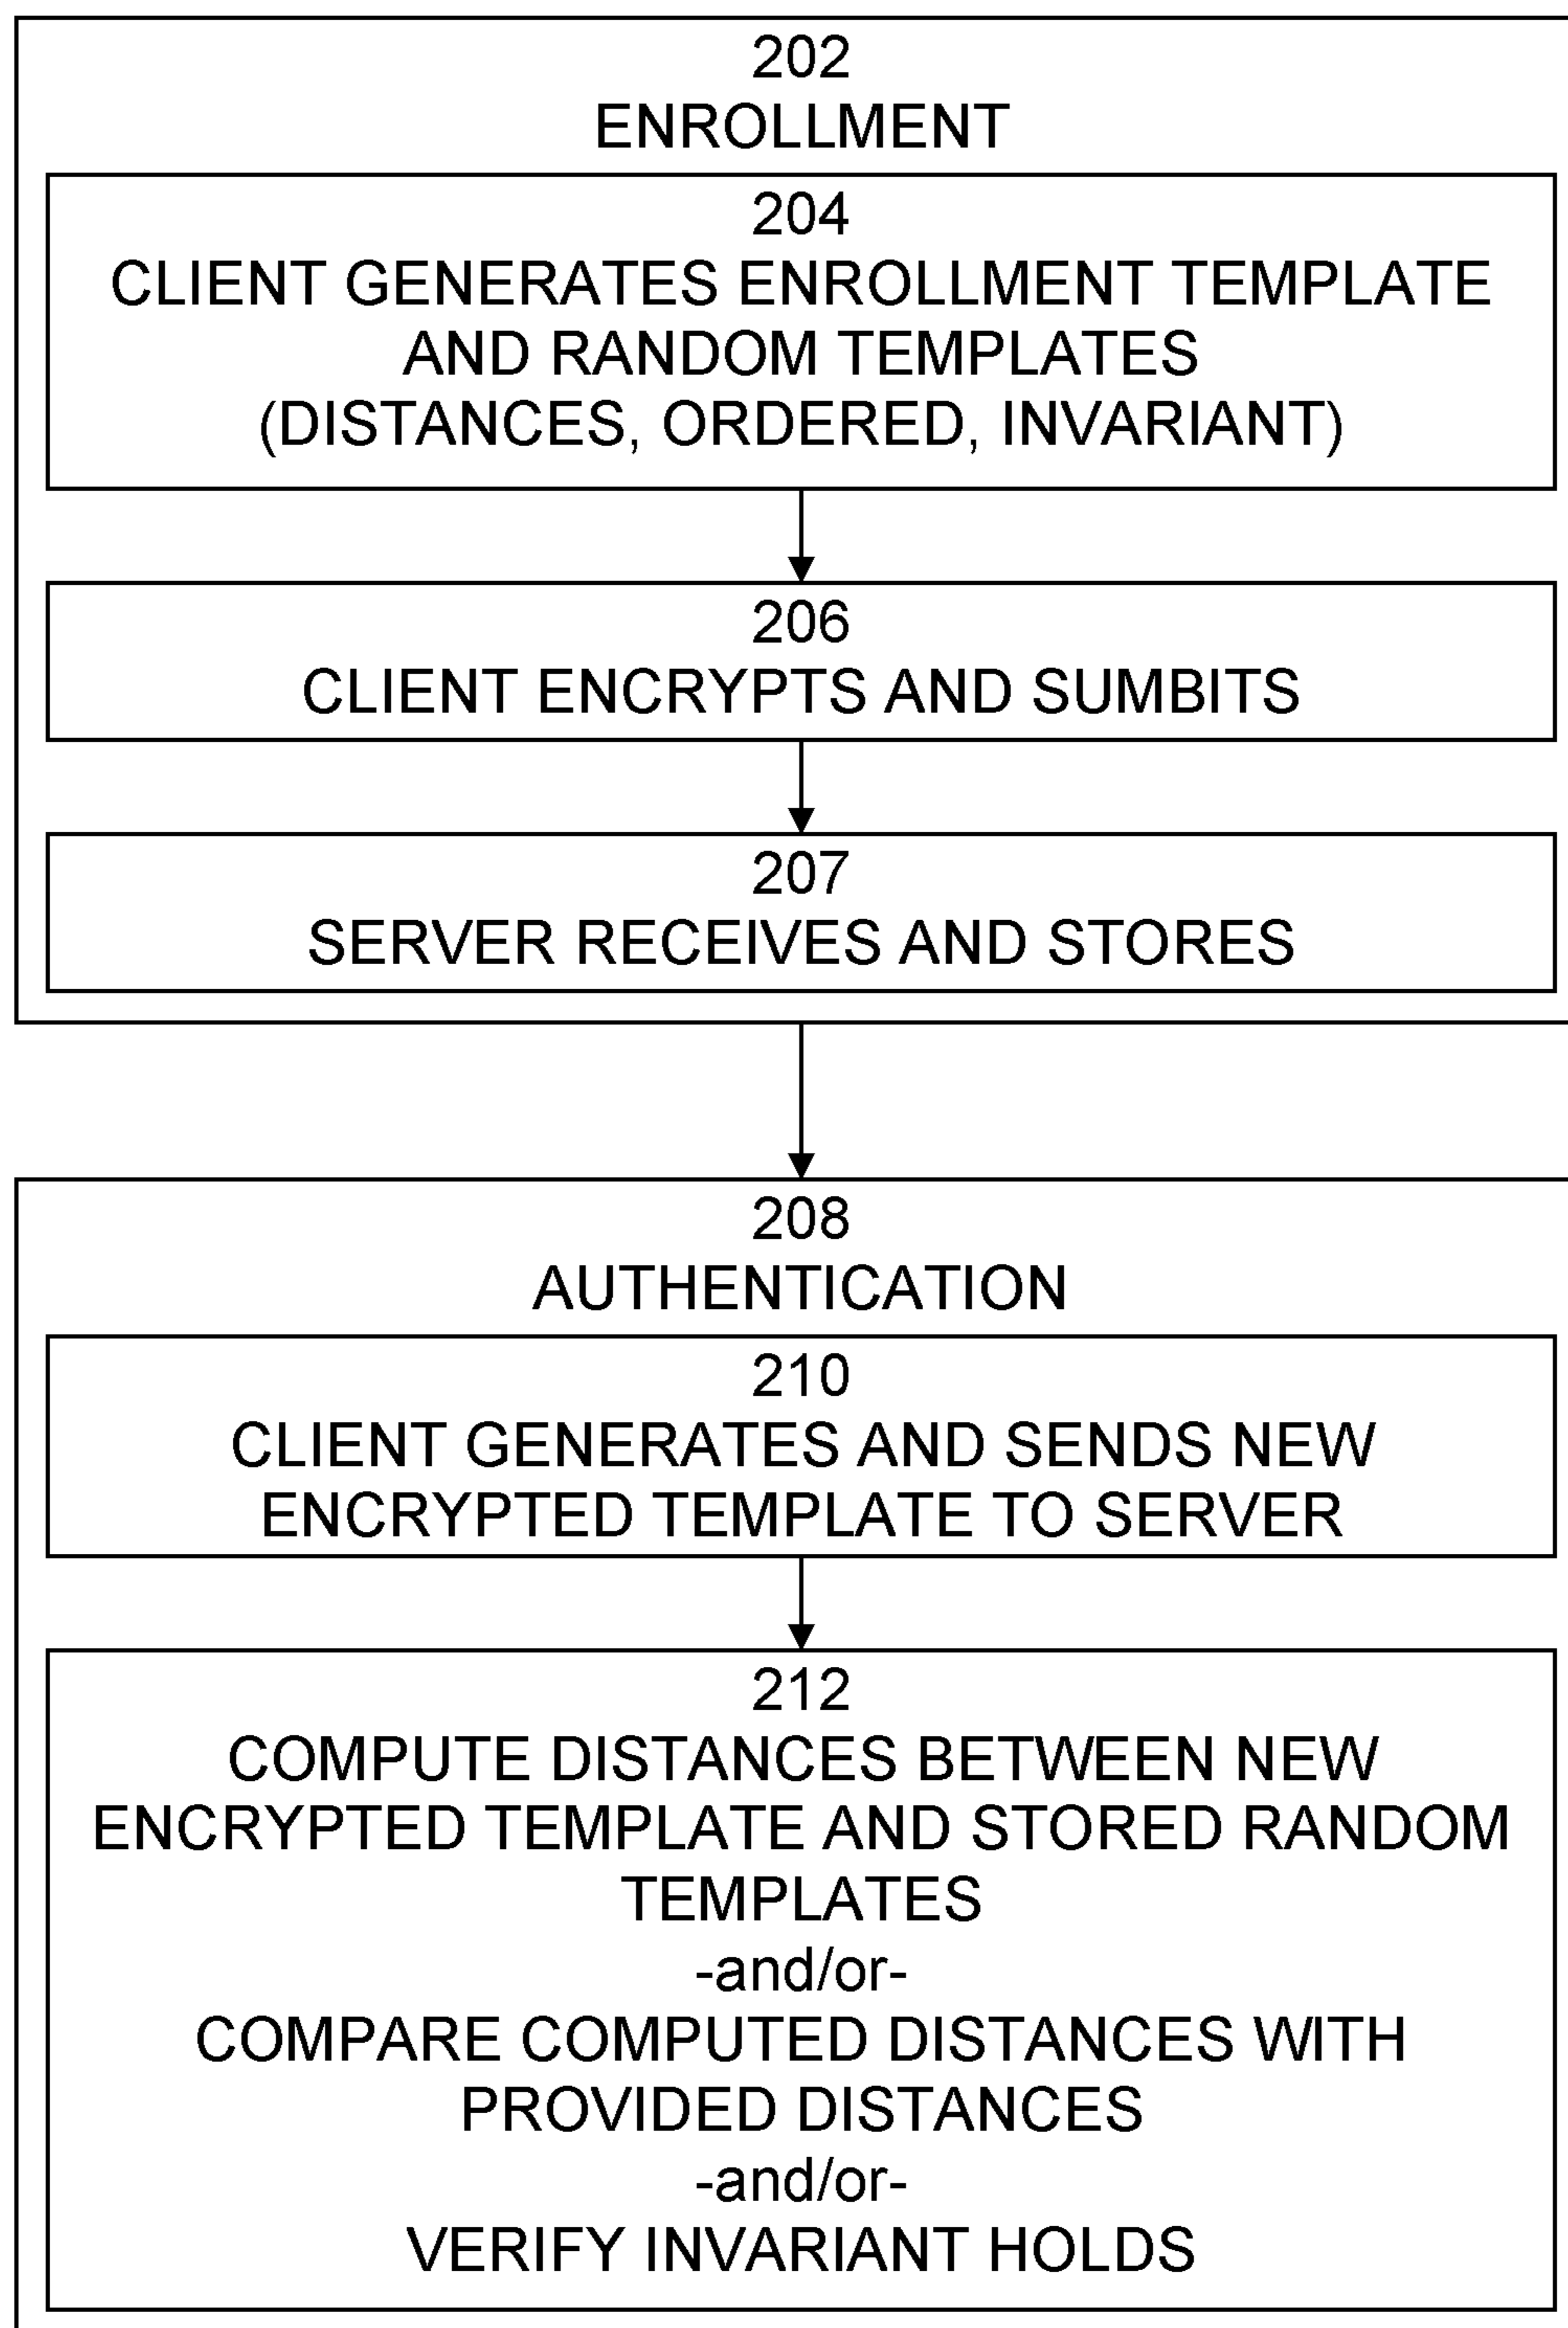 202
ENROLLMENT
204
CLIENT GENERATES ENROLLMENT TEMPLATE
AND RANDOM TEMPLATES
(DISTANCES, ORDERED, INVARIANT)
206
CLIENT ENCRYPTS AND SUMBITS
207
SERVER RECEIVES AND STORES
208
AUTHENTICATION
210
CLIENT GENERATES AND SENDS NEW
ENCRYPTED TEMPLATE TO SERVER
212
COMPUTE DISTANCES BETWEEN NEW
ENCRYPTED TEMPLATE AND STORED RANDOM
TEMPLATES
-and/or-
COMPARE COMPUTED DISTANCES WITH
PROVIDED DISTANCES
-and/or-
VERIFY INVARIANT HOLDS